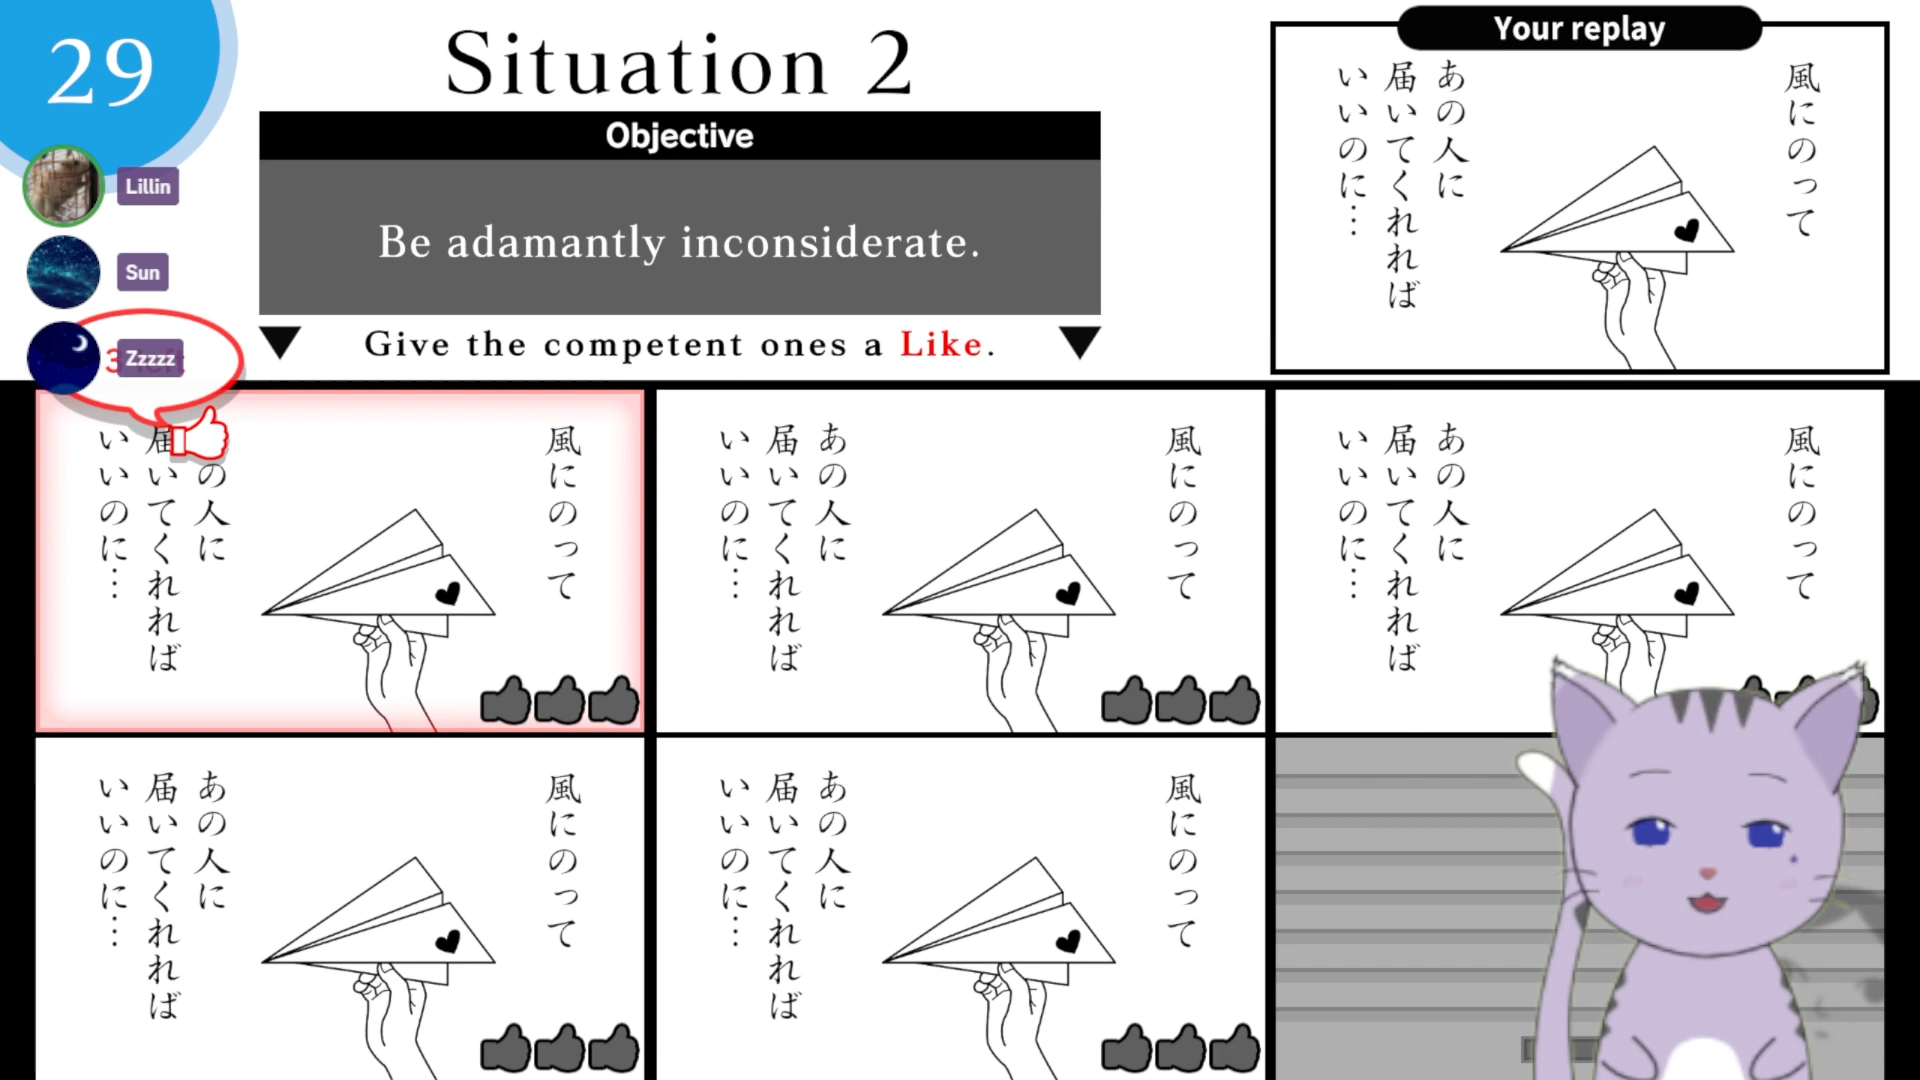 29
Situation 2
Objective
Be adamantly inconsiderate.
Give the competent ones a Like.
Lillin
Sun
Zzzzz
Your replay
風にのって
あの人に
届いてくれれば
いいのに…
風にのって
の人に
届いてくれれば
いいのに…
風にのって
あの人に
届いてくれれば
いいのに…
風にのって
あの人に
届いてくれれば
いいのに…
風にのって
あの人に
届いてくれれば
いいのに…
風にのって
あの人に
届いてくれれば
いいのに…